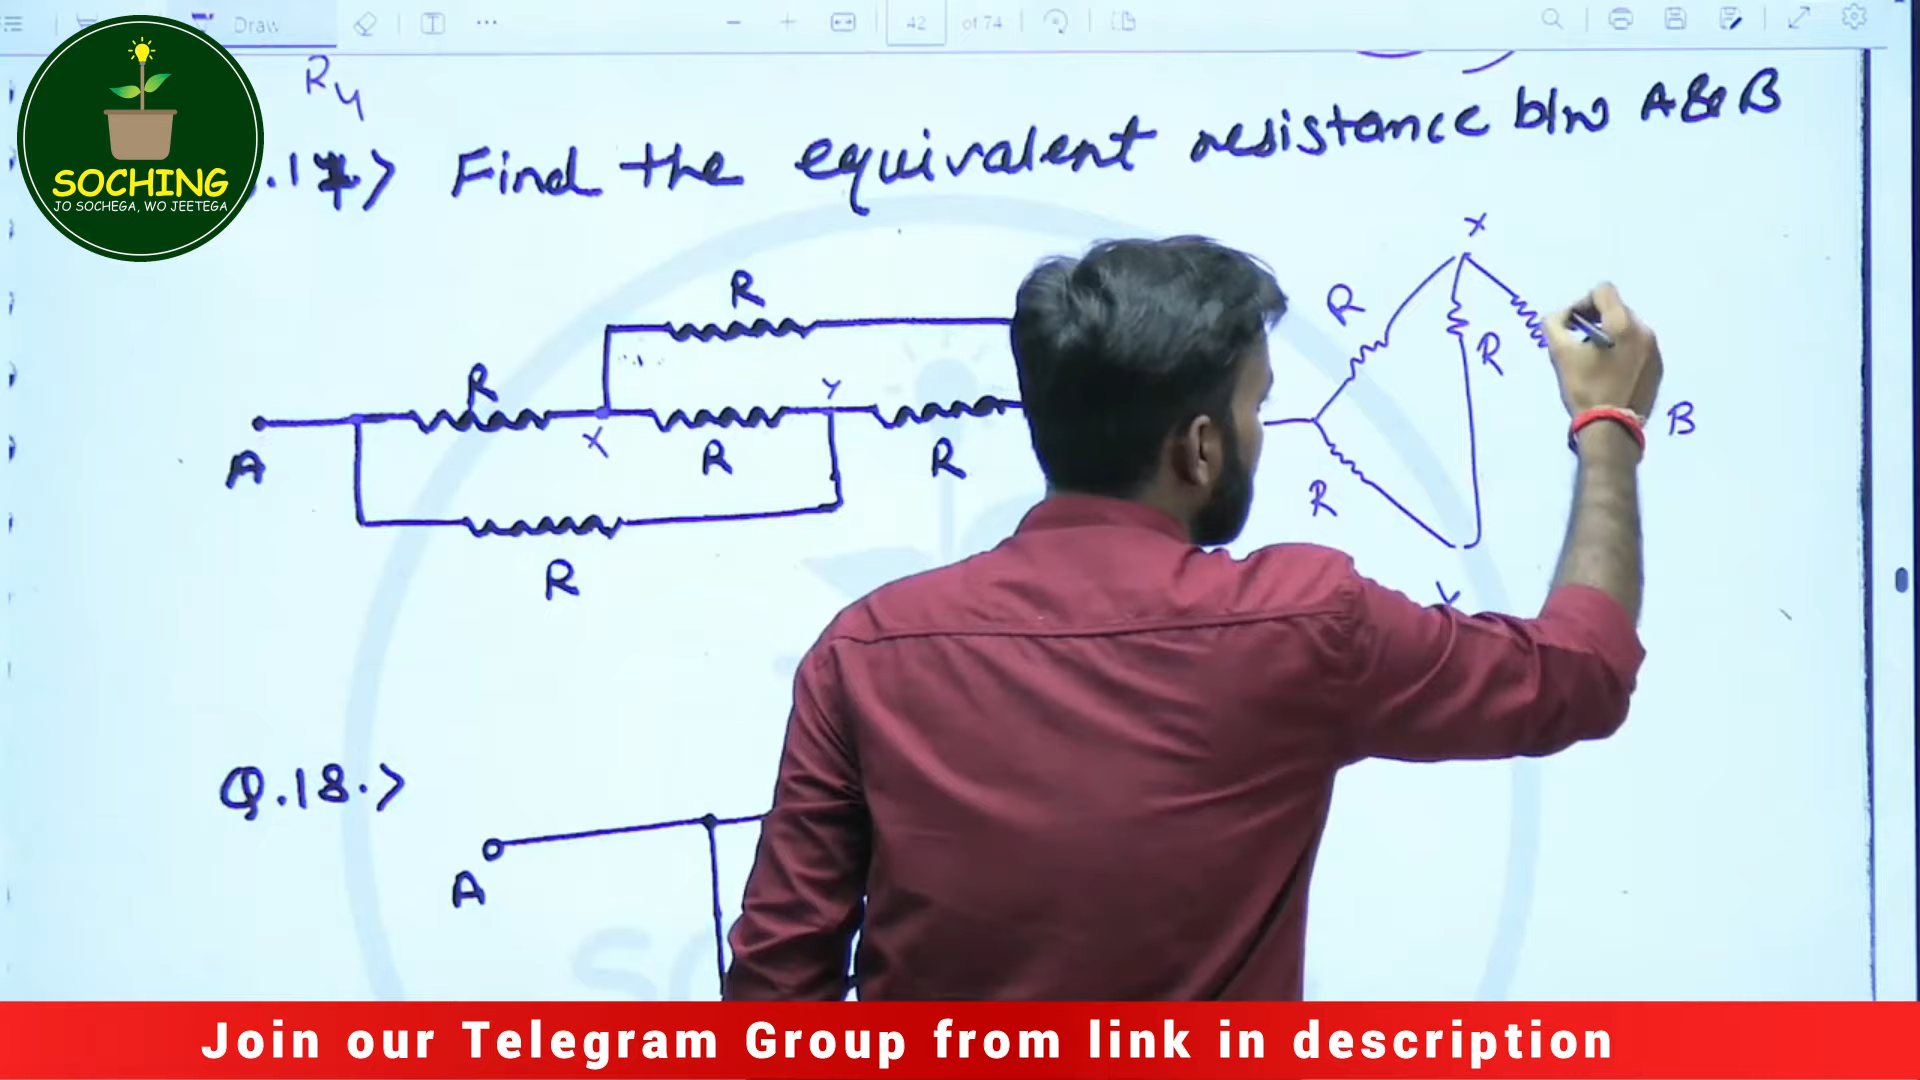 Draw
42 of 74
R4
.17.> Find the equivalent resistance b/w A&B
SOCHING
JO SOCHEGA, WO JEETEGA
X
R
R
R
R
Y
B
A
X
R
R
R
R
Y
Q.18.>
A
Join our Telegram Group from link in description